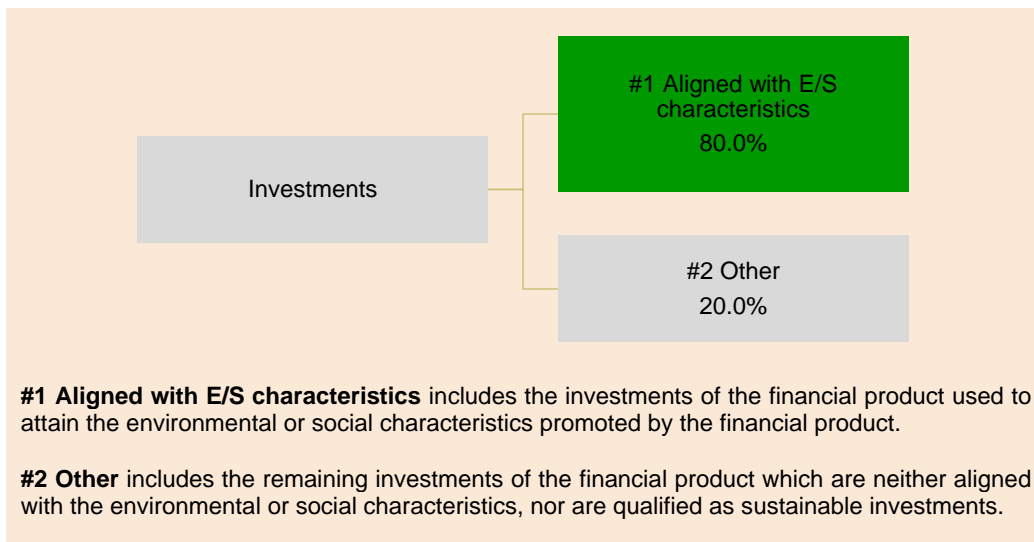 #1 Aligned with E/S
characteristics
80.0%
Investments
#2 Other
20.0%
#1 Aligned with E/S characteristics includes the investments of the financial product used to
attain the environmental or social characteristics promoted by the financial product.
#2 Other includes the remaining investments of the financial product which are neither aligned
with the environmental or social characteristics, nor are qualified as sustainable investments.